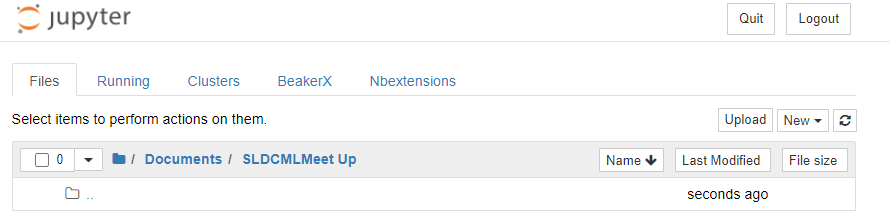 jupyter Quit Logout
Files Running Clusters BeakerX Nbextensions
Select items to perform actions on them. Upload New
0 / Documents / SLDCMLMeet Up Name Last Modified File size
.. seconds ago